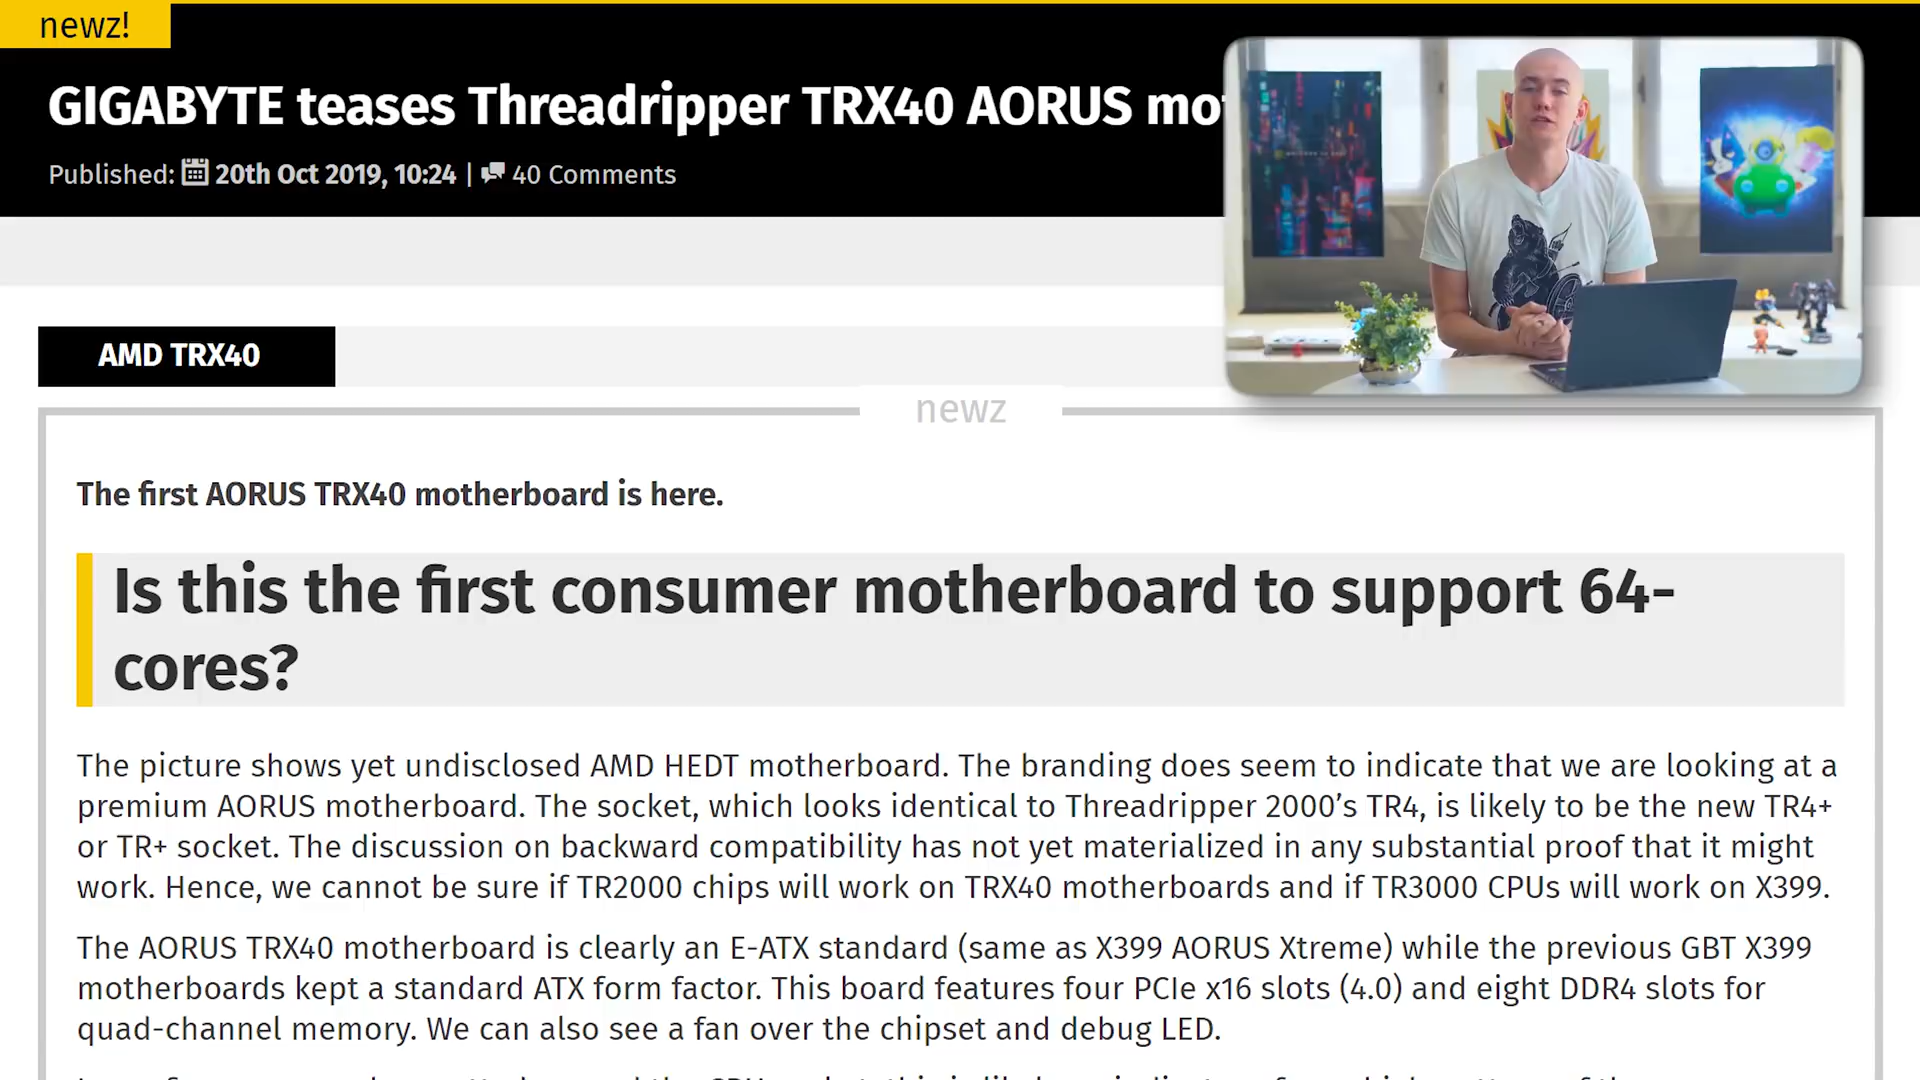 newz!
GIGABYTE teases Threadripper TRX40 AORUS
Published: 20th Oct 2019, 10:24 | 40 Comments
AMD TRX40
newz
The first AORUS TRX40 motherboard is here.
Is this the first consumer motherboard to support 64-
cores?
The picture shows yet undisclosed AMD HEDT motherboard. The branding does seem to indicate that we are looking at a
premium AORUS motherboard. The socket, which looks identical to Threadripper 2000’s TR4, is likely to be the new TR4+
or TR+ socket. The discussion on backward compatibility has not yet materialized in any substantial proof that it might
work. Hence, we cannot be sure if TR2000 chips will work on TRX40 motherboards and if TR3000 CPUs will work on X399.
The AORUS TRX40 motherboard is clearly an E-ATX standard (same as X399 AORUS Xtreme) while the previous GBT X399
motherboards kept a standard ATX form factor. This board features four PCIe x16 slots (4.0) and eight DDR4 slots for
quad-channel memory. We can also see a fan over the chipset and debug LED.